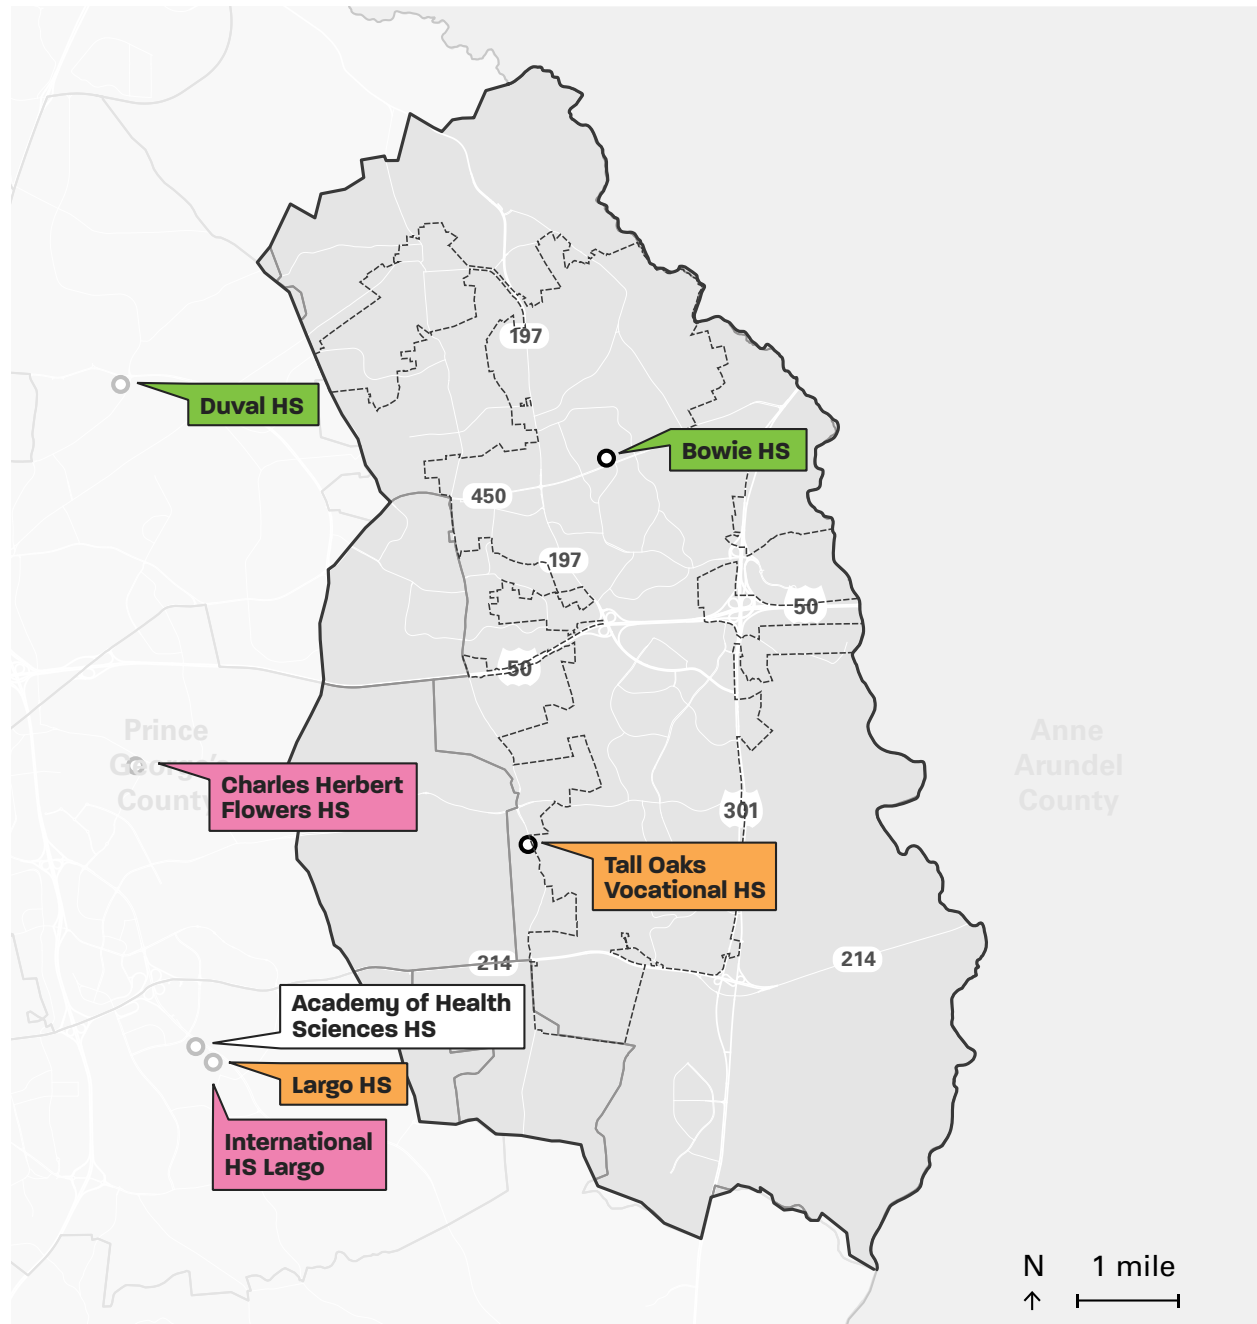 197
Duval HS
Bowie HS
450
197
50
50
Prince
George's
County
Anne
Arundel
County
Charles Herbert
Flowers HS
301
Tall Oaks
Vocational HS
214
214
Academy of Health
Sciences HS
Largo HS
International
HS Largo
N
1 mile